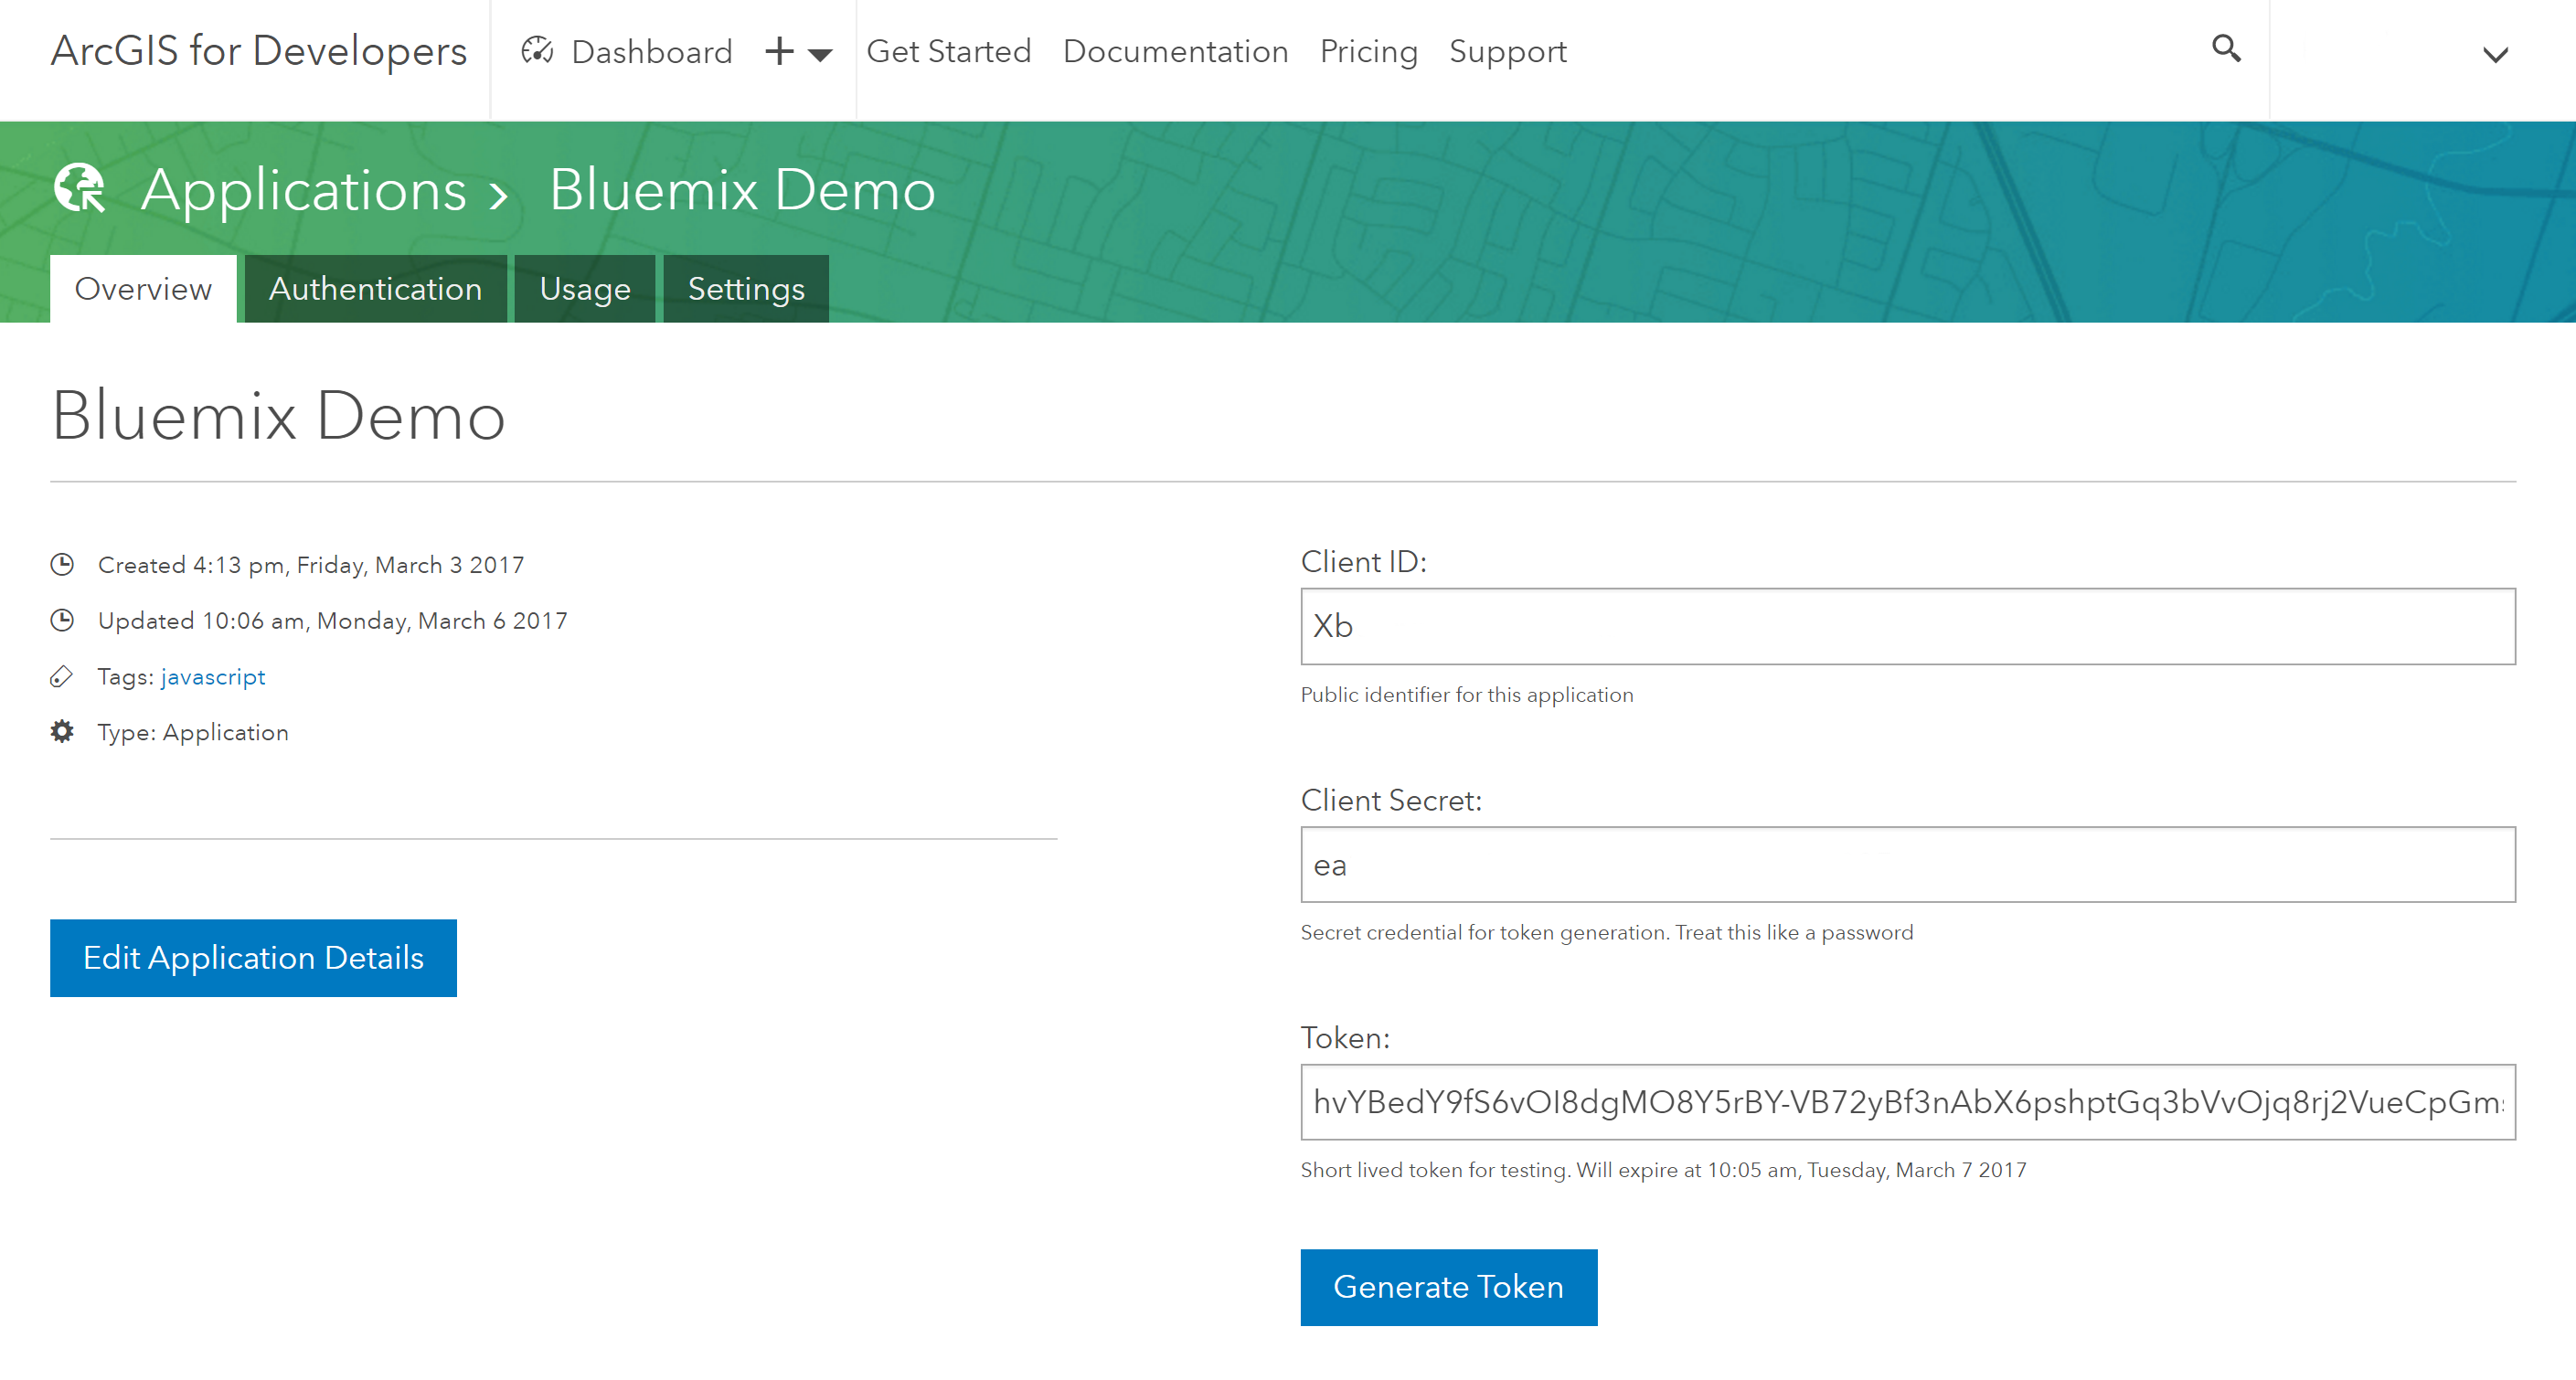 ArcGIS for Developers Dashboard Get Started Documentation Pricing Support
Applications › Bluemix Demo
Overview Authentication Usage Settings
Bluemix Demo
Created 4:13 pm, Friday, March 3 2017
Updated 10:06 am, Monday, March 6 2017
Tags: javascript
Type: Application
Edit Application Details
Client ID:
Xb
Public identifier for this application
Client Secret:
ea
Secret credential for token generation. Treat this like a password
Token:
hvYBedY9fS6vOI8dgMO8Y5rBY-VB72yBf3nAbX6pshptGq3bVvOjq8rj2VueCpGms
Short lived token for testing. Will expire at 10:05 am, Tuesday, March 7 2017
Generate Token